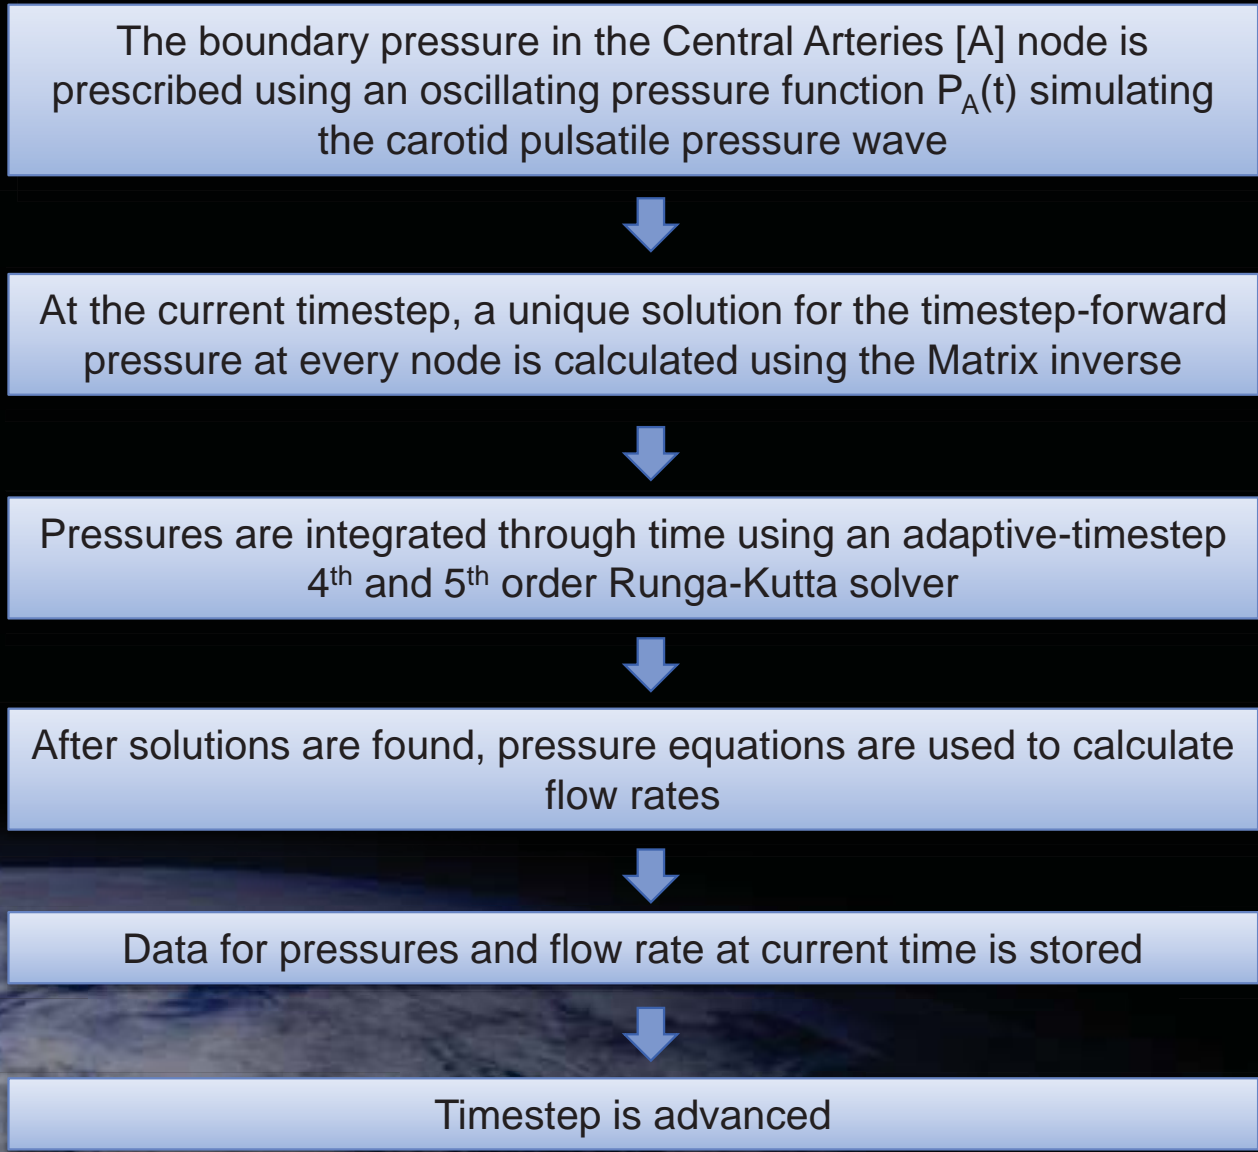 The boundary pressure in the Central Arteries [A] node is
prescribed using an oscillating pressure function P_A(t) simulating
the carotid pulsatile pressure wave
At the current timestep, a unique solution for the timestep-forward
pressure at every node is calculated using the Matrix inverse
Pressures are integrated through time using an adaptive-timestep
4th and 5th order Runga-Kutta solver
After solutions are found, pressure equations are used to calculate
flow rates
Data for pressures and flow rate at current time is stored
Timestep is advanced